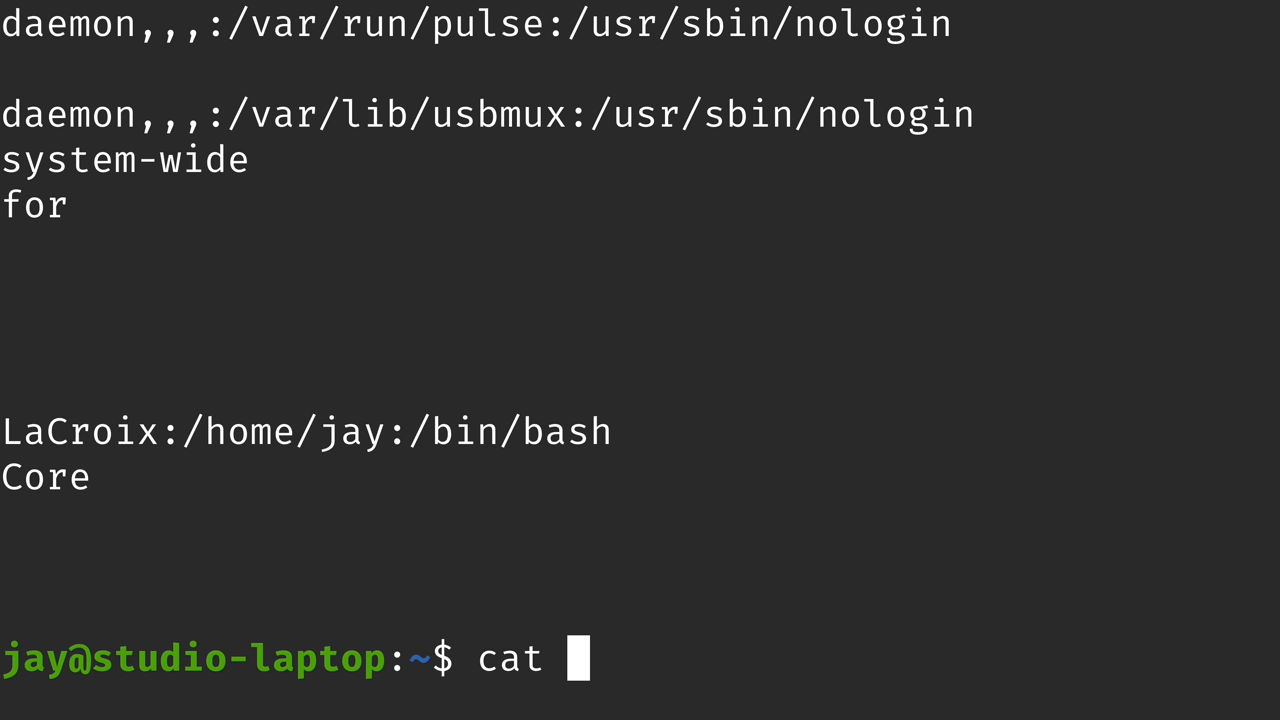 daemon,,,:/var/run/pulse:/usr/sbin/nologin
daemon,,,:/var/lib/usbmux:/usr/sbin/nologin
system-wide
for
LaCroix:/home/jay:/bin/bash
Core
jay@studio-laptop:~$ cat